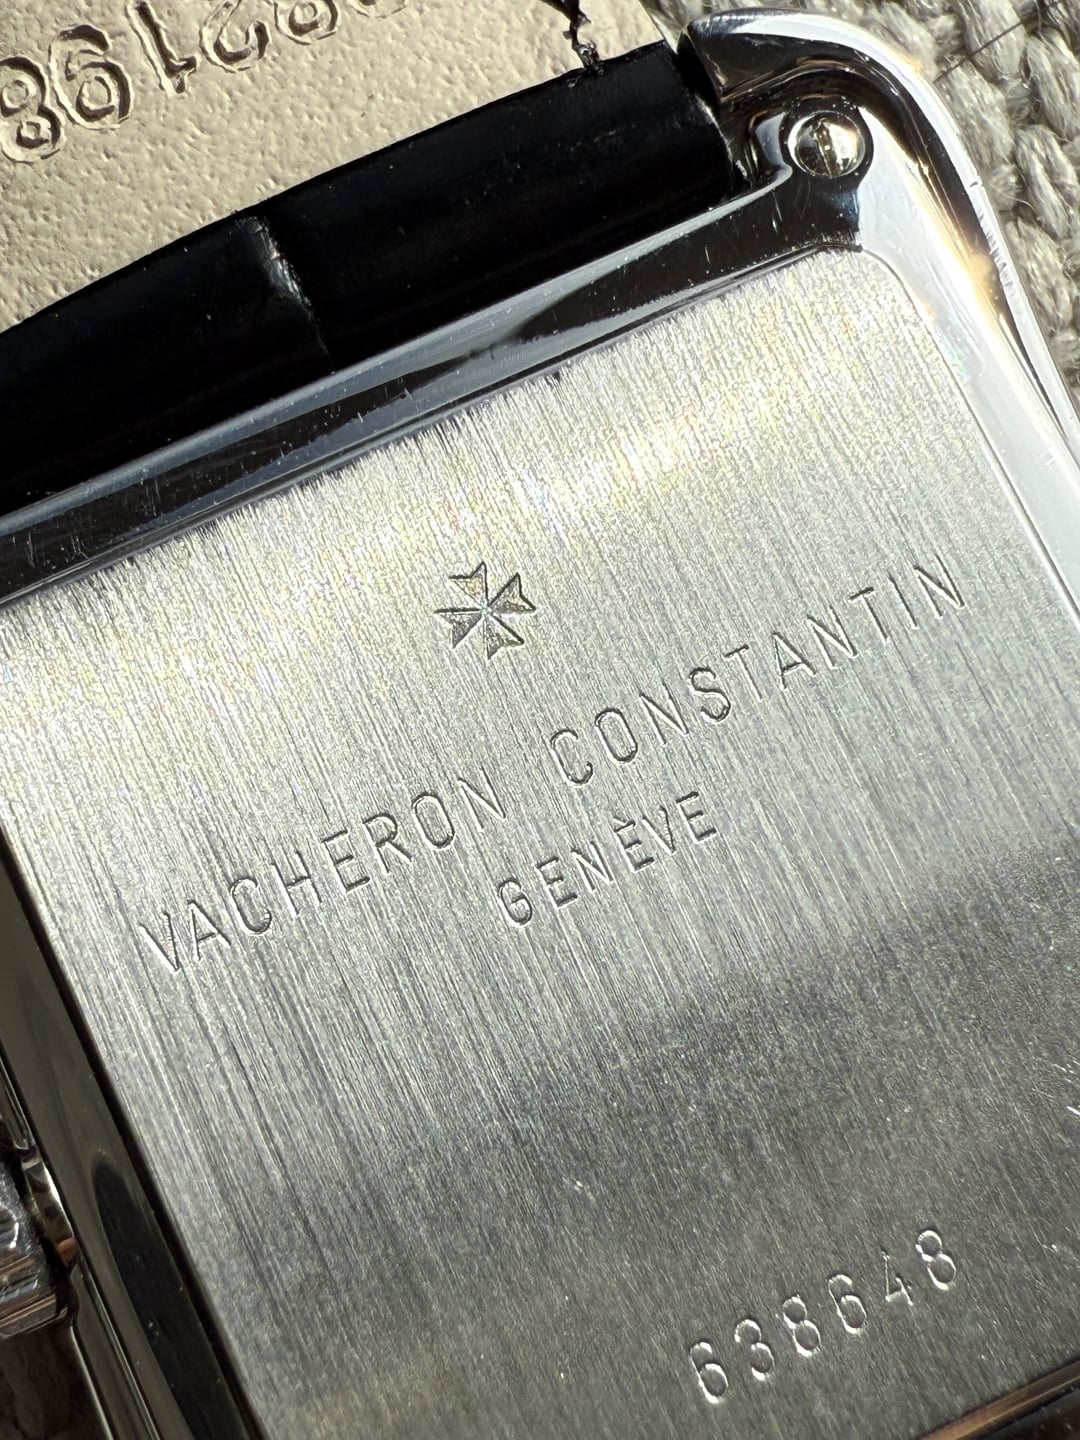 VACHERON CONSTANTIN
GENÈVE
638648